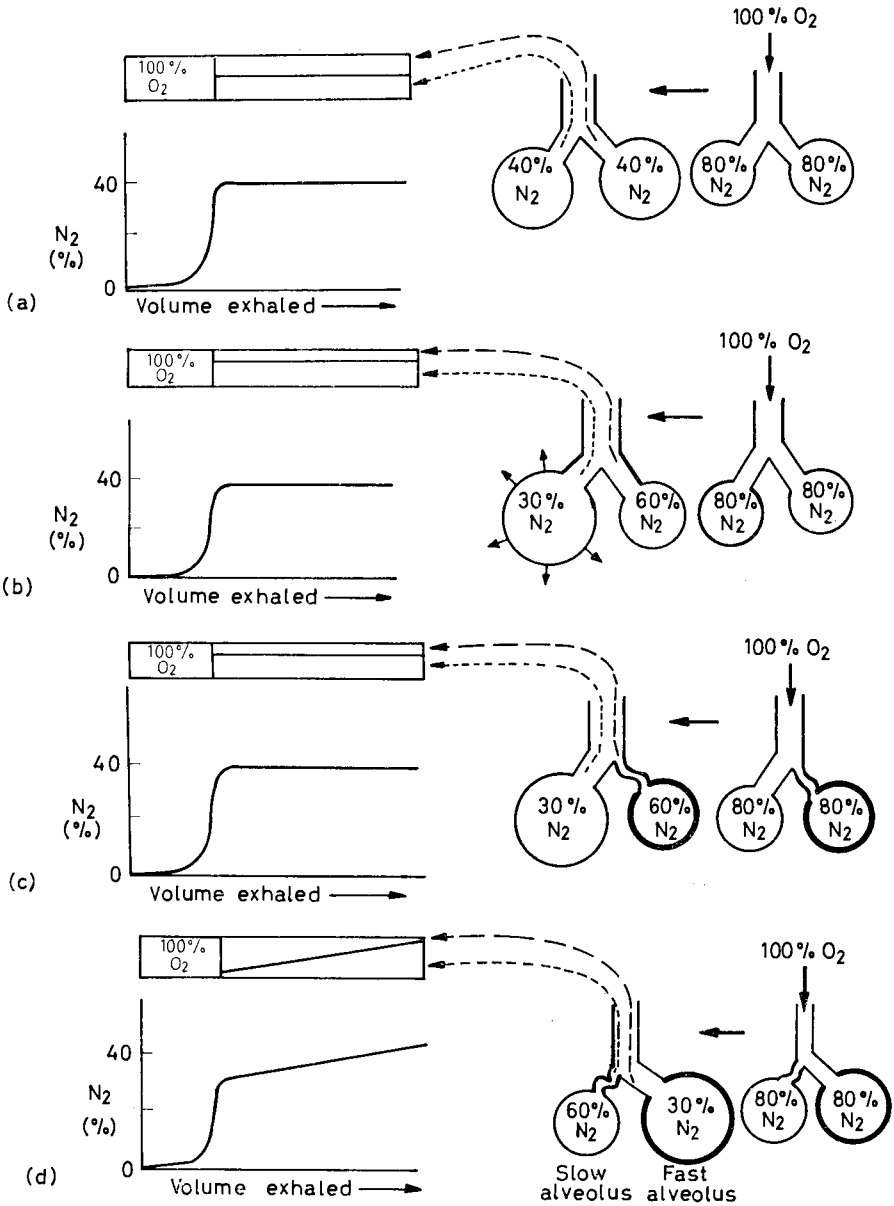 100% O2
100%
O2
40%
N2
40%
N2
80%
N2
80%
N2
40
N2
(%)
0
(a)
Volume exhaled
100% O2
100%
O2
30%
N2
60%
N2
80%
N2
80%
N2
40
N2
(%)
0
(b)
Volume exhaled
100% O2
100%
O2
30%
N2
60%
N2
80%
N2
80%
N2
40
N2
(%)
0
(c)
Volume exhaled
100% O2
100%
O2
60%
N2
30%
N2
80%
N2
80%
N2
40
N2
(%)
0
(d)
Volume exhaled
Slow
alveolus
Fast
alveolus